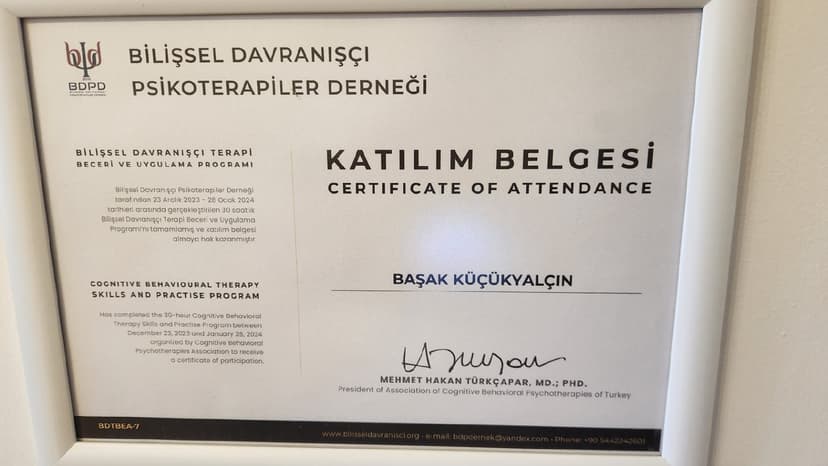 BİLİŞSEL DAVRANIŞÇI
PSİKOTERAPİLER DERNEĞİ
BDPD
BİLİŞSEL DAVRANIŞÇI TERAPİ
BECERİ VE UYGULAMA PROGRAMI
Bilişsel Davranışçı Psikoterapiler Derneği
tarafından 23 Aralık 2023 - 28 Ocak 2024
tarihleri arasında gerçekleştirilen 30 saatlik
Bilişsel Davranışçı Terapi Beceri ve Uygulama
Programı'nı tamamlamış ve katılım belgesi
almaya hak kazanmıştır.
COGNITIVE BEHAVIOURAL THERAPY
SKILLS AND PRACTISE PROGRAM
Has completed the 30-hour Cognitive Behavioral
Therapy Skills and Practise Program between
December 23, 2023 and January 28, 2024
organized by Cognitive Behavioral
Psychotherapies Association to receive
a certificate of participation.
KATILIM BELGESİ
CERTIFICATE OF ATTENDANCE
BAŞAK KÜÇÜKYALÇIN
MEHMET HAKAN TÜRKÇAPAR, MD.; PHD.
President of Association of Cognitive Behavioral Psychotherapies of Turkey
BDTBEA-7
www.bilisseldavranisci.org - e-mail: bdpdernek@yandex.com - Phone: +90